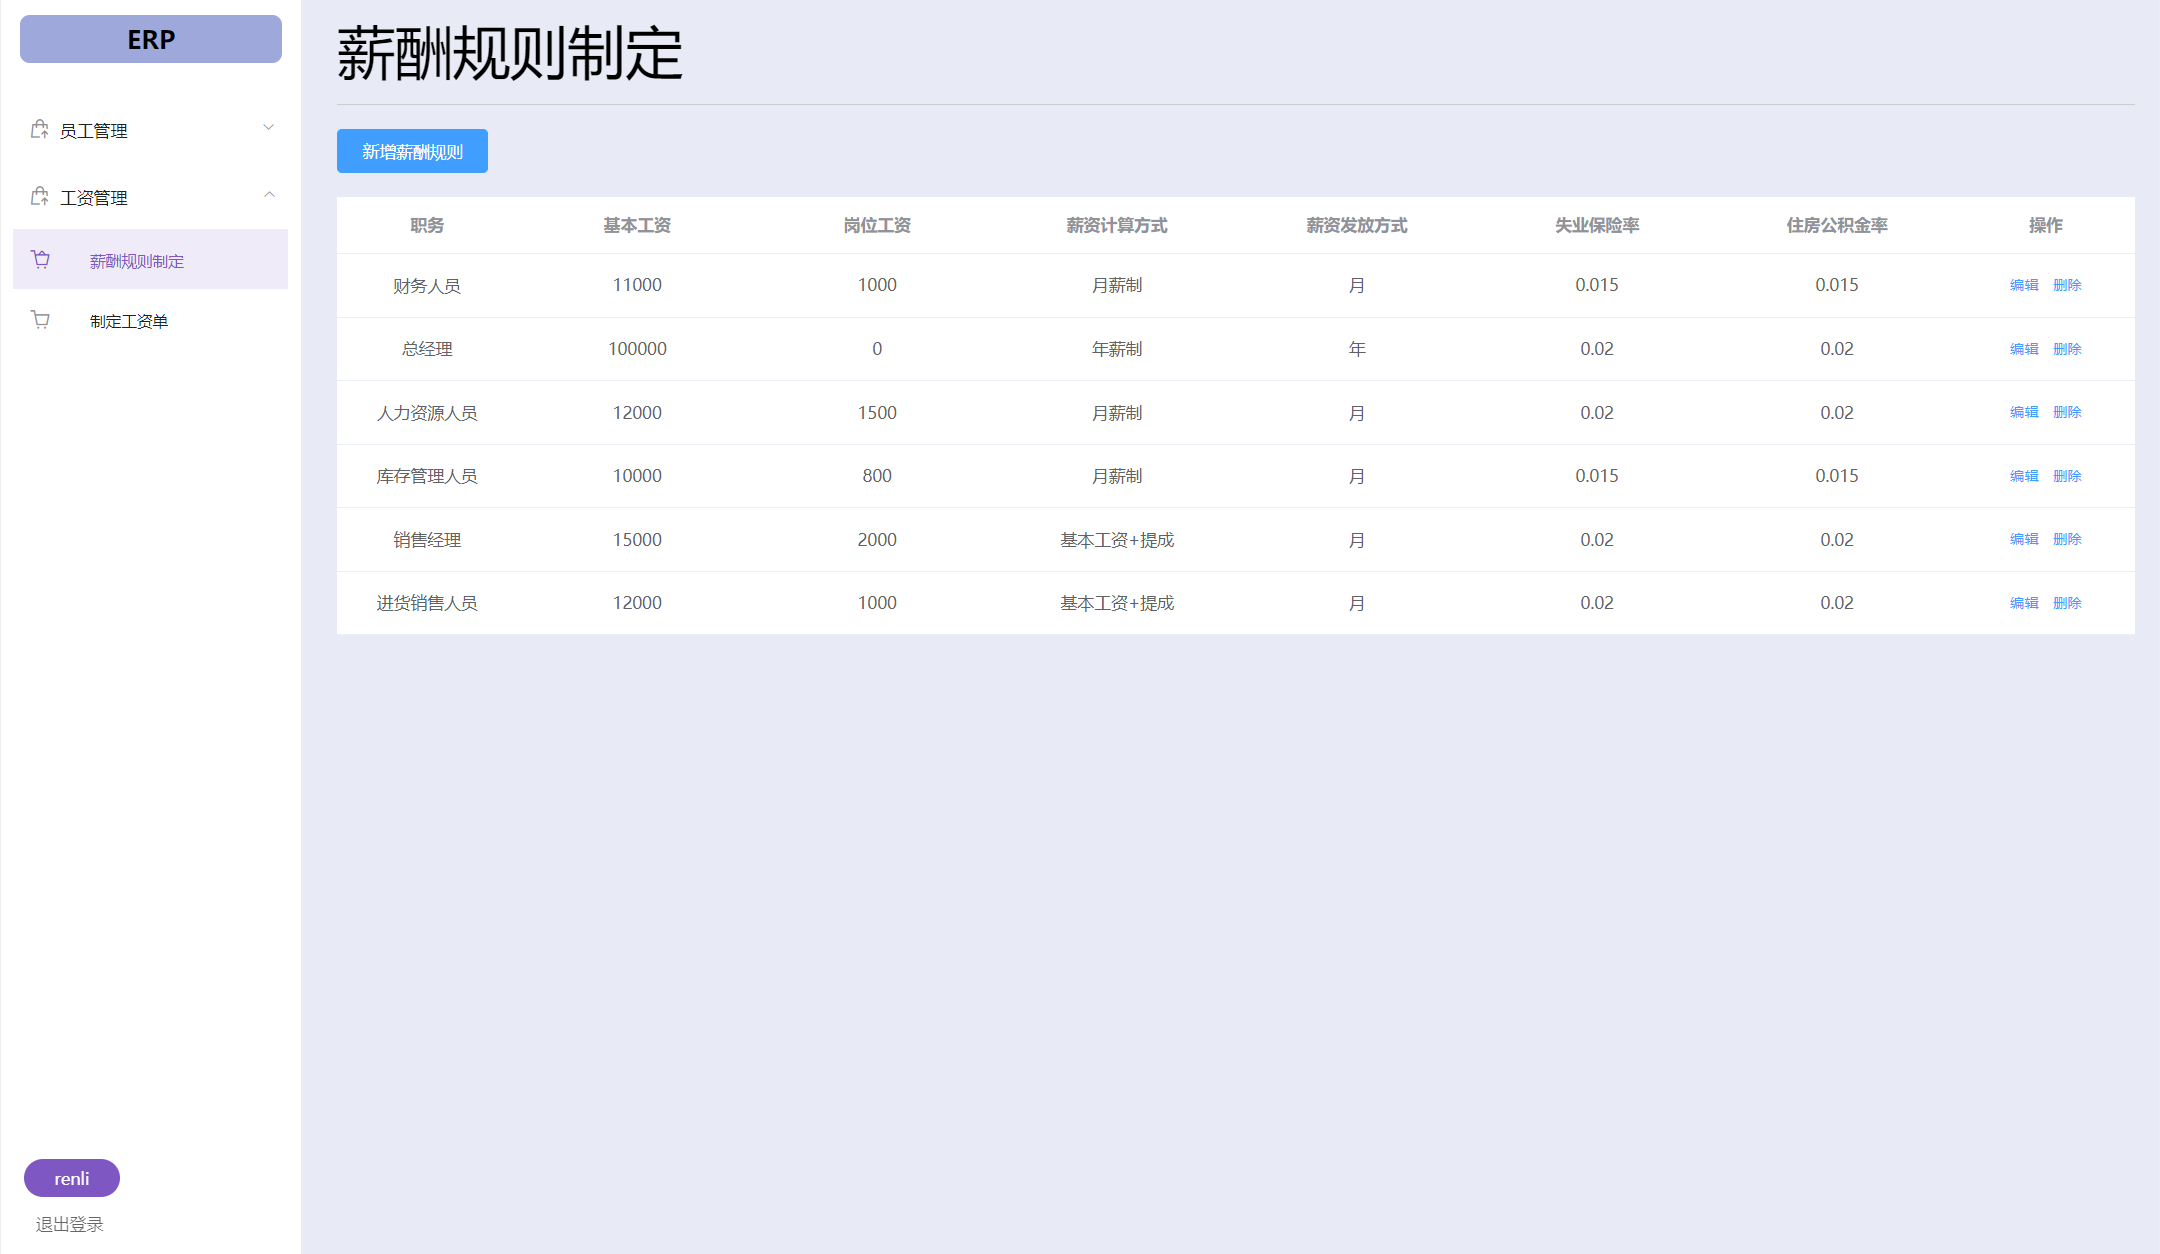 ERP
员工管理
工资管理
薪酬规则制定
制定工资单
renli
退出登录
薪酬规则制定
新增薪酬规则
职务 基本工资 岗位工资 薪资计算方式 薪资发放方式 失业保险率 住房公积金率 操作
财务人员 11000 1000 月薪制 月 0.015 0.015 编辑 删除
总经理 100000 0 年薪制 年 0.02 0.02 编辑 删除
人力资源人员 12000 1500 月薪制 月 0.02 0.02 编辑 删除
库存管理人员 10000 800 月薪制 月 0.015 0.015 编辑 删除
销售经理 15000 2000 基本工资+提成 月 0.02 0.02 编辑 删除
进货销售人员 12000 1000 基本工资+提成 月 0.02 0.02 编辑 删除